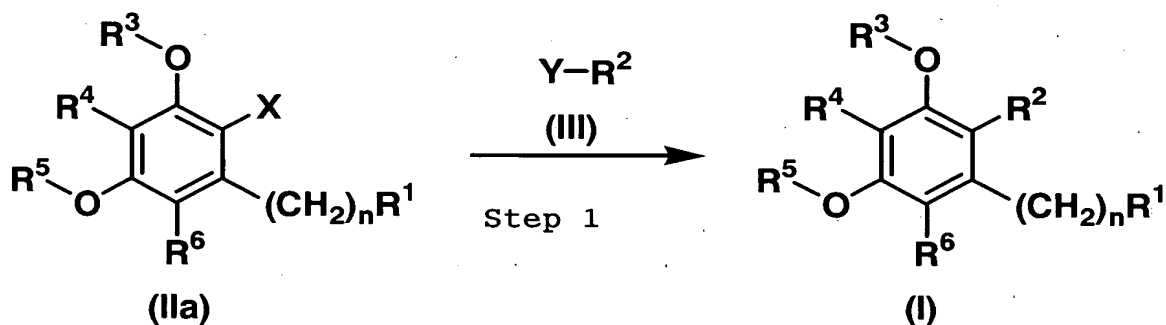 R³ O R⁴ X R⁵ O (CH₂)ₙR¹ R⁶
(IIa)
Y–R²
(III)
Step 1
R³ O R⁴ R² R⁵ O (CH₂)ₙR¹ R⁶
(I)